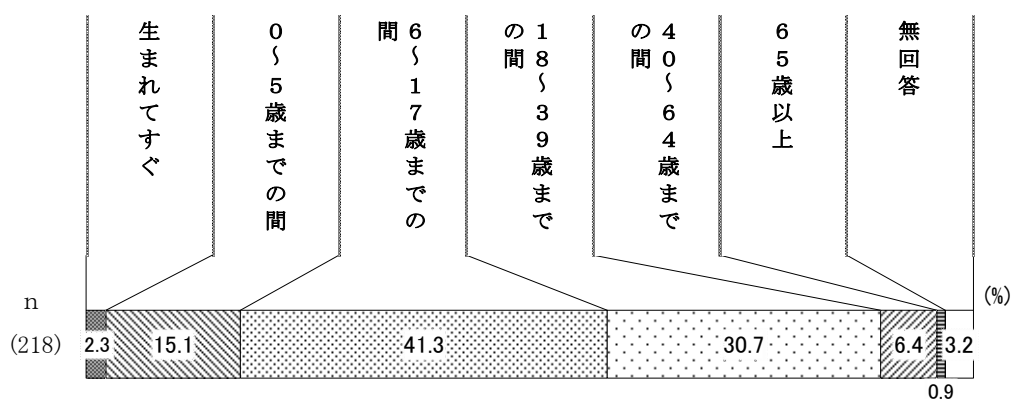 生まれてすぐ
0～5歳までの間
6～17歳までの
間
18～39歳まで
の間
40～64歳まで
の間
65歳以上
無回答
(%)
n
(218)
2.3
15.1
41.3
30.7
6.4
3.2
0.9